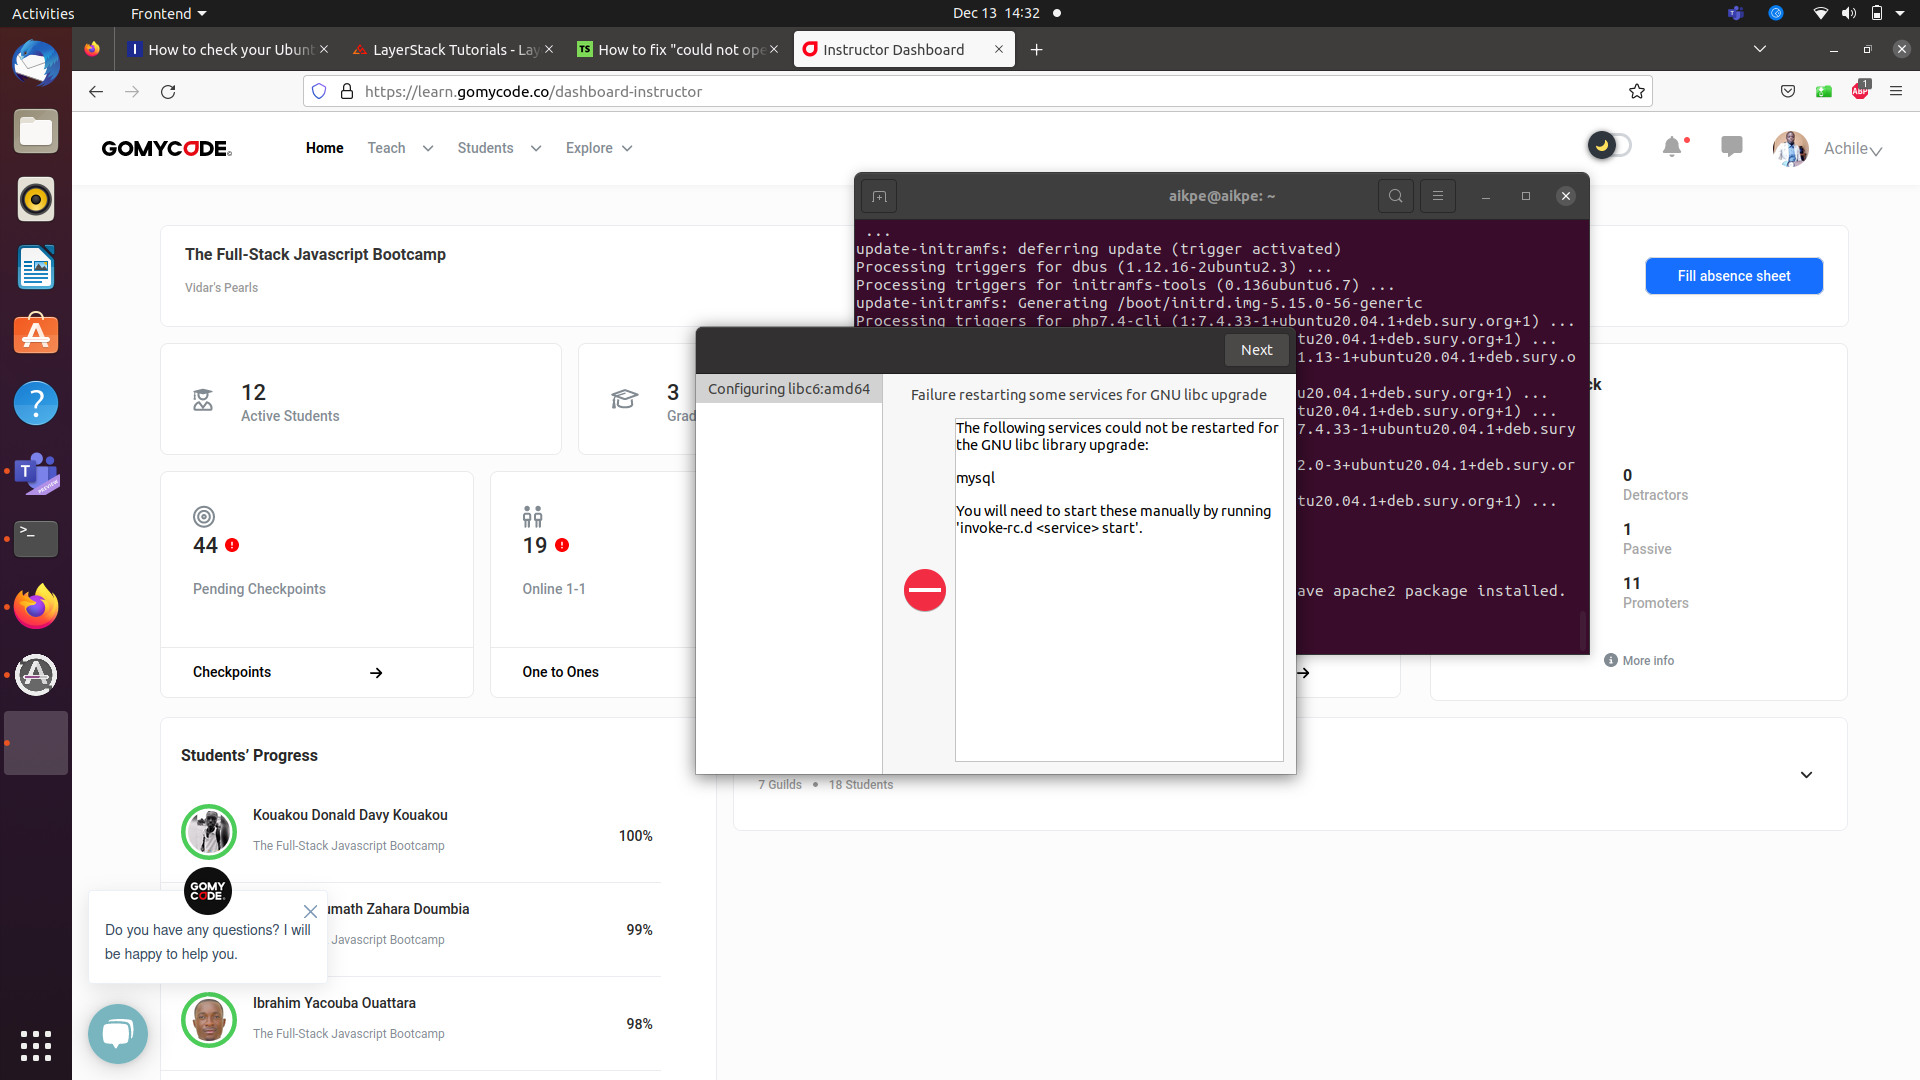 Activities
Frontend
Dec 13 14:32
How to check your Ubunt
LayerStack Tutorials - Lay
TS
How to fix "could not ope
Instructor Dashboard
https://learn.gomycode.co/dashboard-instructor
ABP
1
GOMYCODE
Home
Teach
Students
Explore
Achile
aikpe@aikpe: ~
...
update-initramfs: deferring update (trigger activated)
Processing triggers for dbus (1.12.16-2ubuntu2.3) ...
Processing triggers for initramfs-tools (0.136ubuntu6.7) ...
update-initramfs: Generating /boot/initrd.img-5.15.0-56-generic
Processing triggers for php7.4-cli (1:7.4.33-1+ubuntu20.04.1+deb.sury.org+1) ...
tu20.04.1+deb.sury.org+1) ...
1.13-1+ubuntu20.04.1+deb.sury.o
u20.04.1+deb.sury.org+1) ...
tu20.04.1+deb.sury.org+1) ...
7.4.33-1+ubuntu20.04.1+deb.sury
2.0-3+ubuntu20.04.1+deb.sury.or
tu20.04.1+deb.sury.org+1) ...
ave apache2 package installed.
Next
Configuring libc6:amd64
Failure restarting some services for GNU libc upgrade
The following services could not be restarted for
the GNU libc library upgrade:
mysql
You will need to start these manually by running
'invoke-rc.d <service> start'.
The Full-Stack Javascript Bootcamp
Vidar's Pearls
Fill absence sheet
12
Active Students
3
Grad
ck
44
Pending Checkpoints
19
Online 1-1
0
Detractors
1
Passive
11
Promoters
More info
Checkpoints
One to Ones
Students’ Progress
7 Guilds • 18 Students
Kouakou Donald Davy Kouakou
The Full-Stack Javascript Bootcamp
100%
umath Zahara Doumbia
Javascript Bootcamp
99%
Ibrahim Yacouba Ouattara
The Full-Stack Javascript Bootcamp
98%
GOMY
CODE
Do you have any questions? I will
be happy to help you.